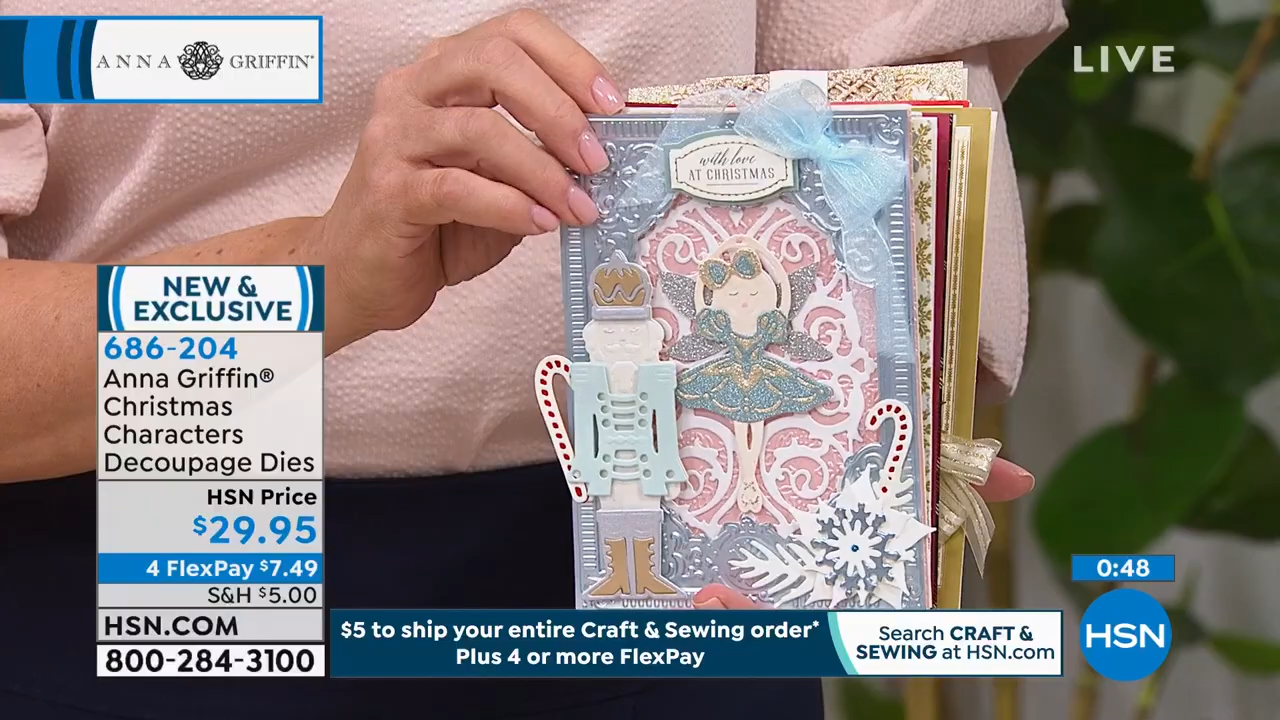 ANNA GRIFFIN®
LIVE
with love
AT CHRISTMAS
NEW &
EXCLUSIVE
686-204
Anna Griffin®
Christmas
Characters
Decoupage Dies
HSN Price
$29.95
4 FlexPay $7.49
S&H $5.00
HSN.COM
800-284-3100
$5 to ship your entire Craft & Sewing order*
Plus 4 or more FlexPay
Search CRAFT &
SEWING at HSN.com
0:48
HSN